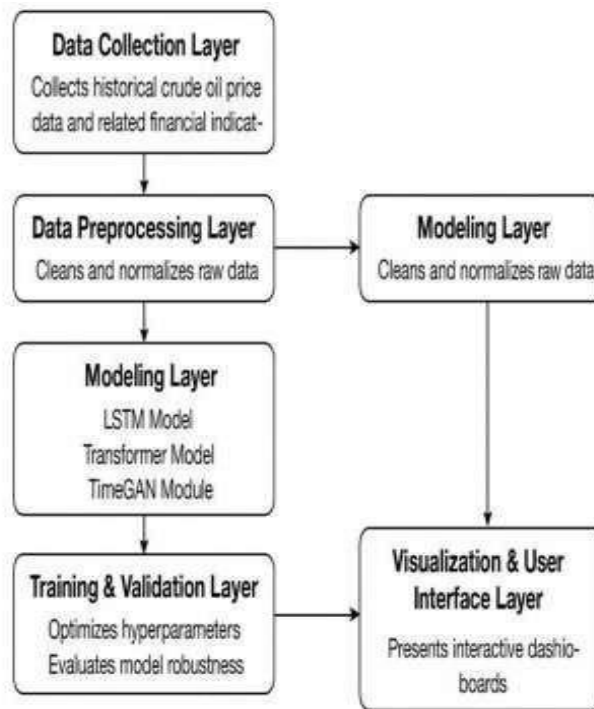 Data Collection Layer
Collects historical crude oil price
data and related financial indicat-
Data Preprocessing Layer
Cleans and normalizes raw data
Modeling Layer
Cleans and normalizes raw data
Modeling Layer
LSTM Model
Transformer Model
TimeGAN Module
Training & Validation Layer
Optimizes hyperparameters
Evaluates model robustness
Visualization & User
Interface Layer
Presents interactive dashio-
boards